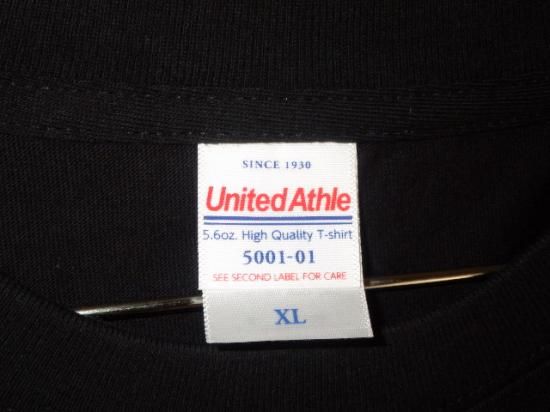 SINCE 1930
United Athle
5.6oz. High Quality T-shirt
5001-01
SEE SECOND LABEL FOR CARE
XL